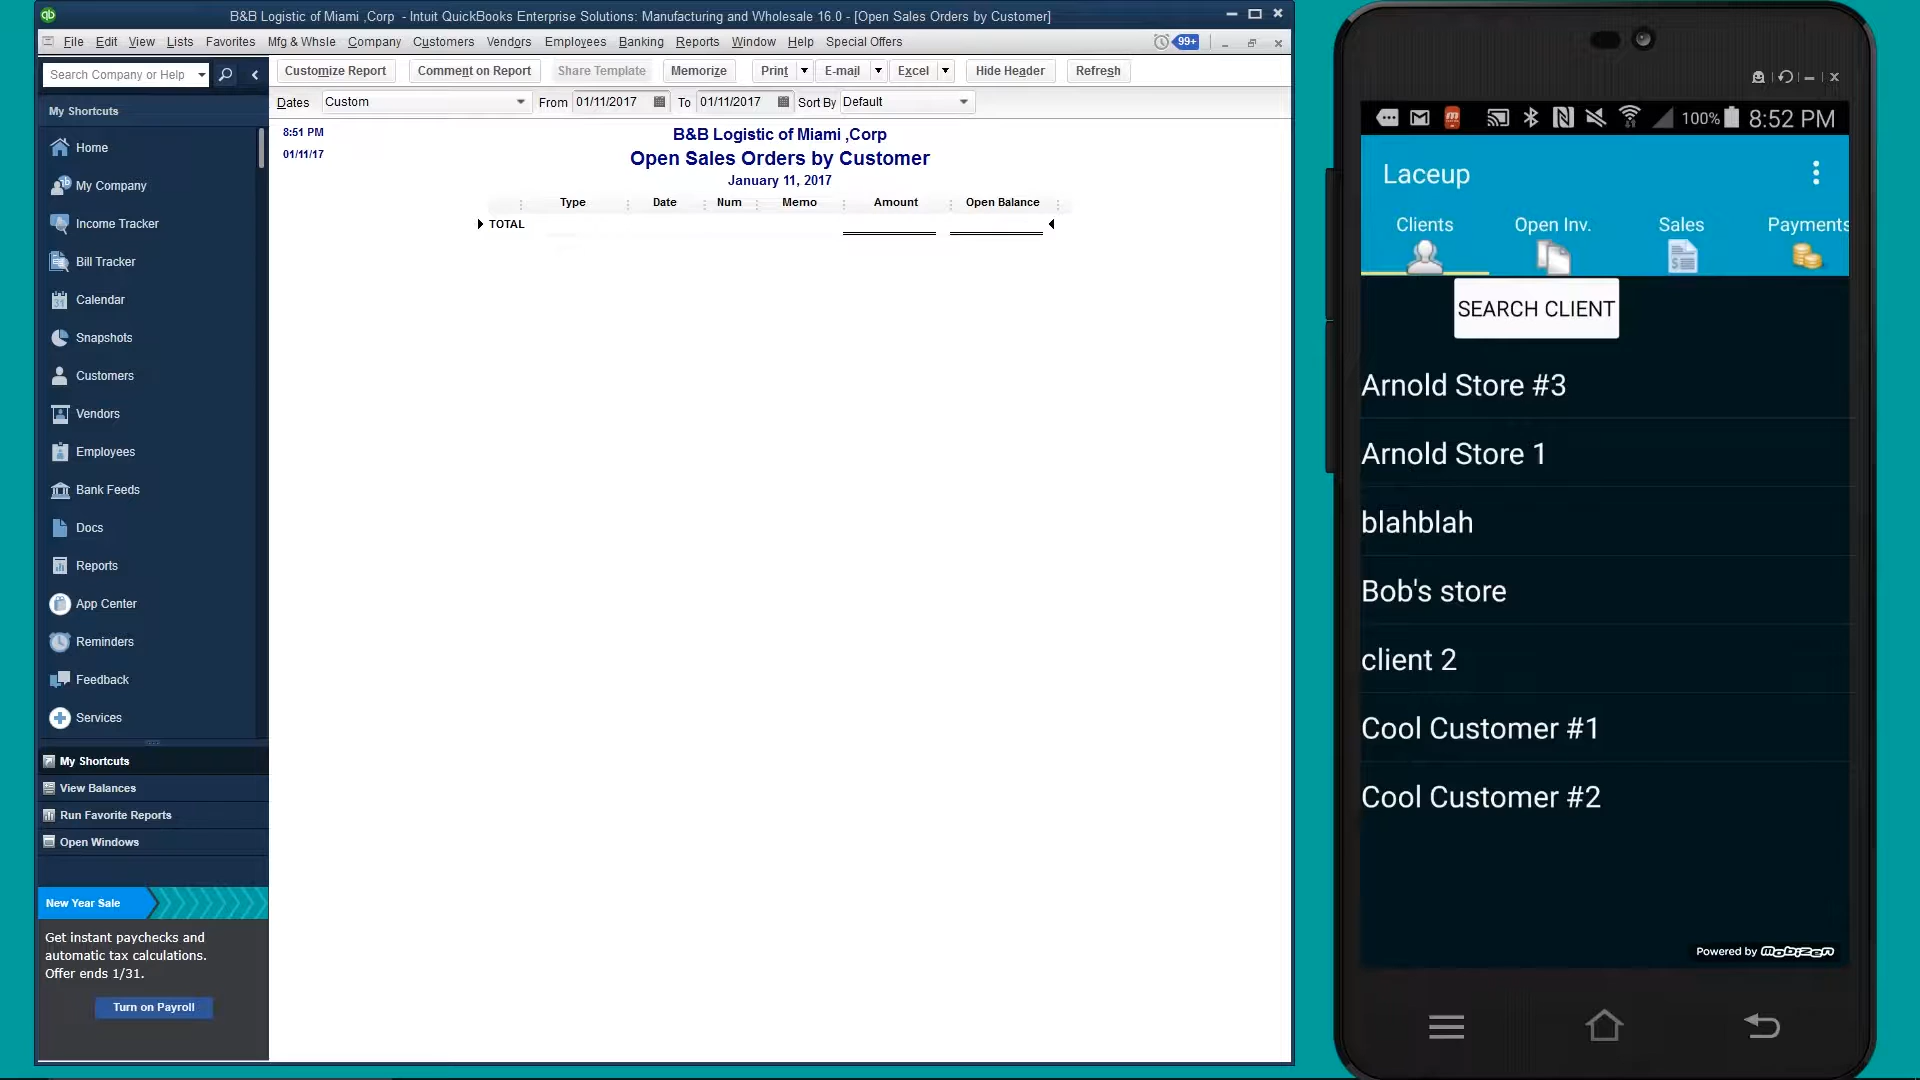 B&B Logistic of Miami ,Corp - Intuit QuickBooks Enterprise Solutions: Manufacturing and Wholesale 16.0 - [Open Sales Orders by Customer]
File Edit View Lists Favorites Mfg & Whsle Company Customers Vendors Employees Banking Reports Window Help Special Offers 99+
Search Company or Help
Customize Report Comment on Report Share Template Memorize Print E-mail Excel Hide Header Refresh
Dates Custom From 01/11/2017 To 01/11/2017 Sort By Default
My Shortcuts
Home
My Company
Income Tracker
Bill Tracker
Calendar
Snapshots
Customers
Vendors
Employees
Bank Feeds
Docs
Reports
App Center
Reminders
Feedback
Services
My Shortcuts
View Balances
Run Favorite Reports
Open Windows
New Year Sale
Get instant paychecks and
automatic tax calculations.
Offer ends 1/31.
Turn on Payroll
8:51 PM
01/11/17
B&B Logistic of Miami ,Corp
Open Sales Orders by Customer
January 11, 2017
Type Date Num Memo Amount Open Balance
TOTAL
100% 8:52 PM
Laceup
Clients Open Inv. Sales Payments
SEARCH CLIENT
Arnold Store #3
Arnold Store 1
blahblah
Bob's store
client 2
Cool Customer #1
Cool Customer #2
Powered by mobizen